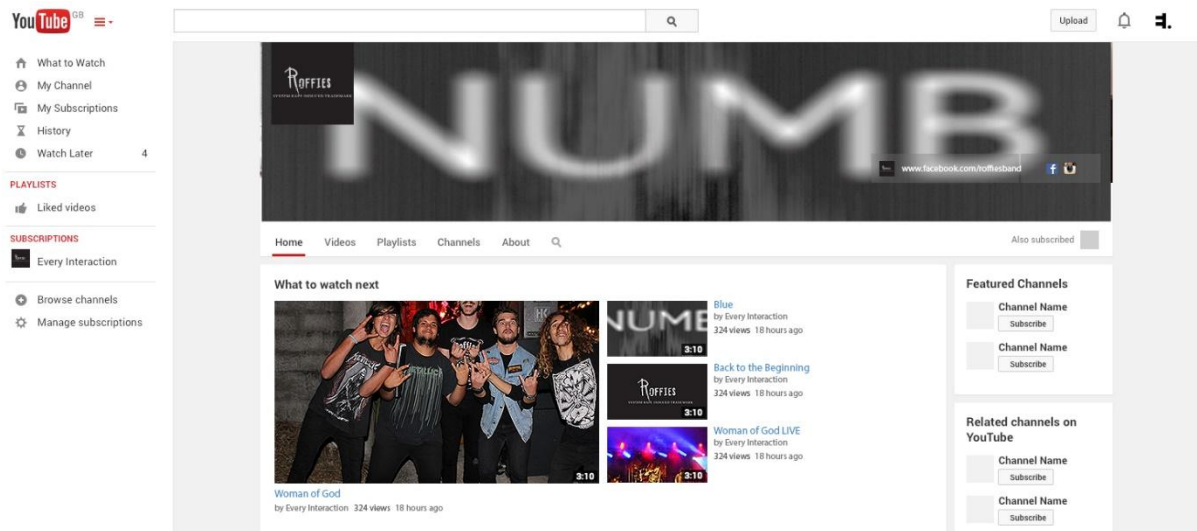 YouTube GB
Upload
What to Watch
My Channel
My Subscriptions
History
Watch Later 4
PLAYLISTS
Liked videos
SUBSCRIPTIONS
Every Interaction
Browse channels
Manage subscriptions
ROFFIES
NUMB
www.facebook.com/roffiesband
Home Videos Playlists Channels About
Also subscribed
What to watch next
METALLICA
3:10
Woman of God
by Every Interaction 324 views 18 hours ago
NUMB
3:10
Blue
by Every Interaction
324 views 18 hours ago
ROFFIES
3:10
Back to the Beginning
by Every Interaction
324 views 18 hours ago
3:10
Woman of God LIVE
by Every Interaction
324 views 18 hours ago
Featured Channels
Channel Name
Subscribe
Channel Name
Subscribe
Related channels on
YouTube
Channel Name
Subscribe
Channel Name
Subscribe